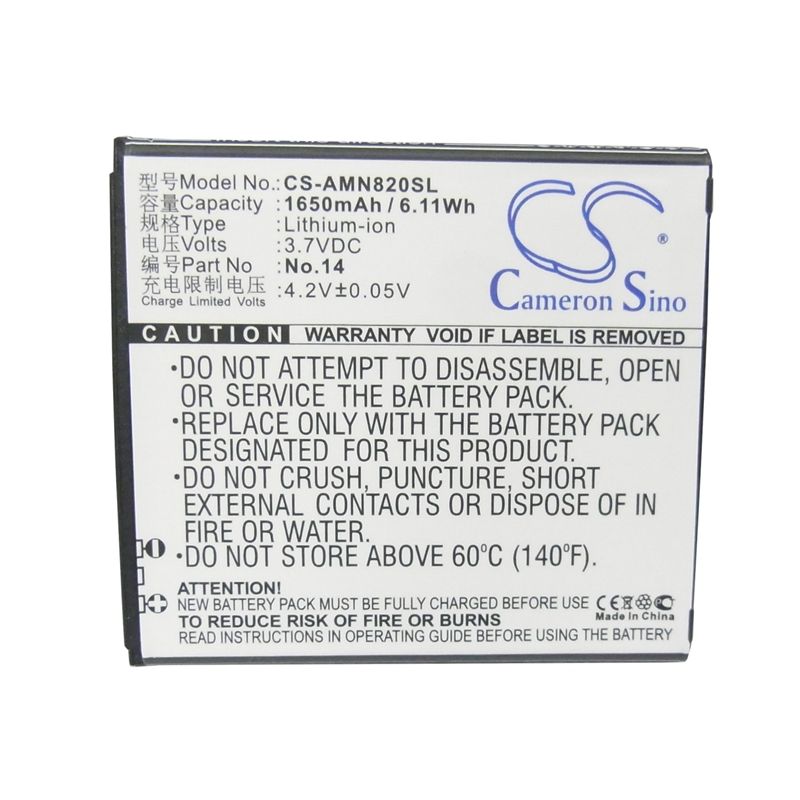 CS
®
Cameron Sino
型号Model No.: CS-AMN820SL
容量Capacity: 1650mAh / 6.11Wh
规格Type: Lithium-ion
电压Volts: 3.7VDC
编号Part No: No.14
充电限制电压: 4.2V±0.05V
Charge Limited Volts
CAUTION WARRANTY VOID IF LABEL IS REMOVED
•DO NOT ATTEMPT TO DISASSEMBLE, OPEN
OR SERVICE THE BATTERY PACK.
•REPLACE ONLY WITH THE BATTERY PACK
DESIGNATED FOR THIS PRODUCT.
•DO NOT CRUSH, PUNCTURE, SHORT
EXTERNAL CONTACTS OR DISPOSE OF IN
FIRE OR WATER.
•DO NOT STORE ABOVE 60°C (140°F).
ATTENTION!
NEW BATTERY PACK MUST BE FULLY CHARGED BEFORE USE
TO REDUCE RISK OF FIRE OR BURNS
READ INSTRUCTIONS IN OPERATING GUIDE BEFORE USING THE BATTERY
CE
Made In China